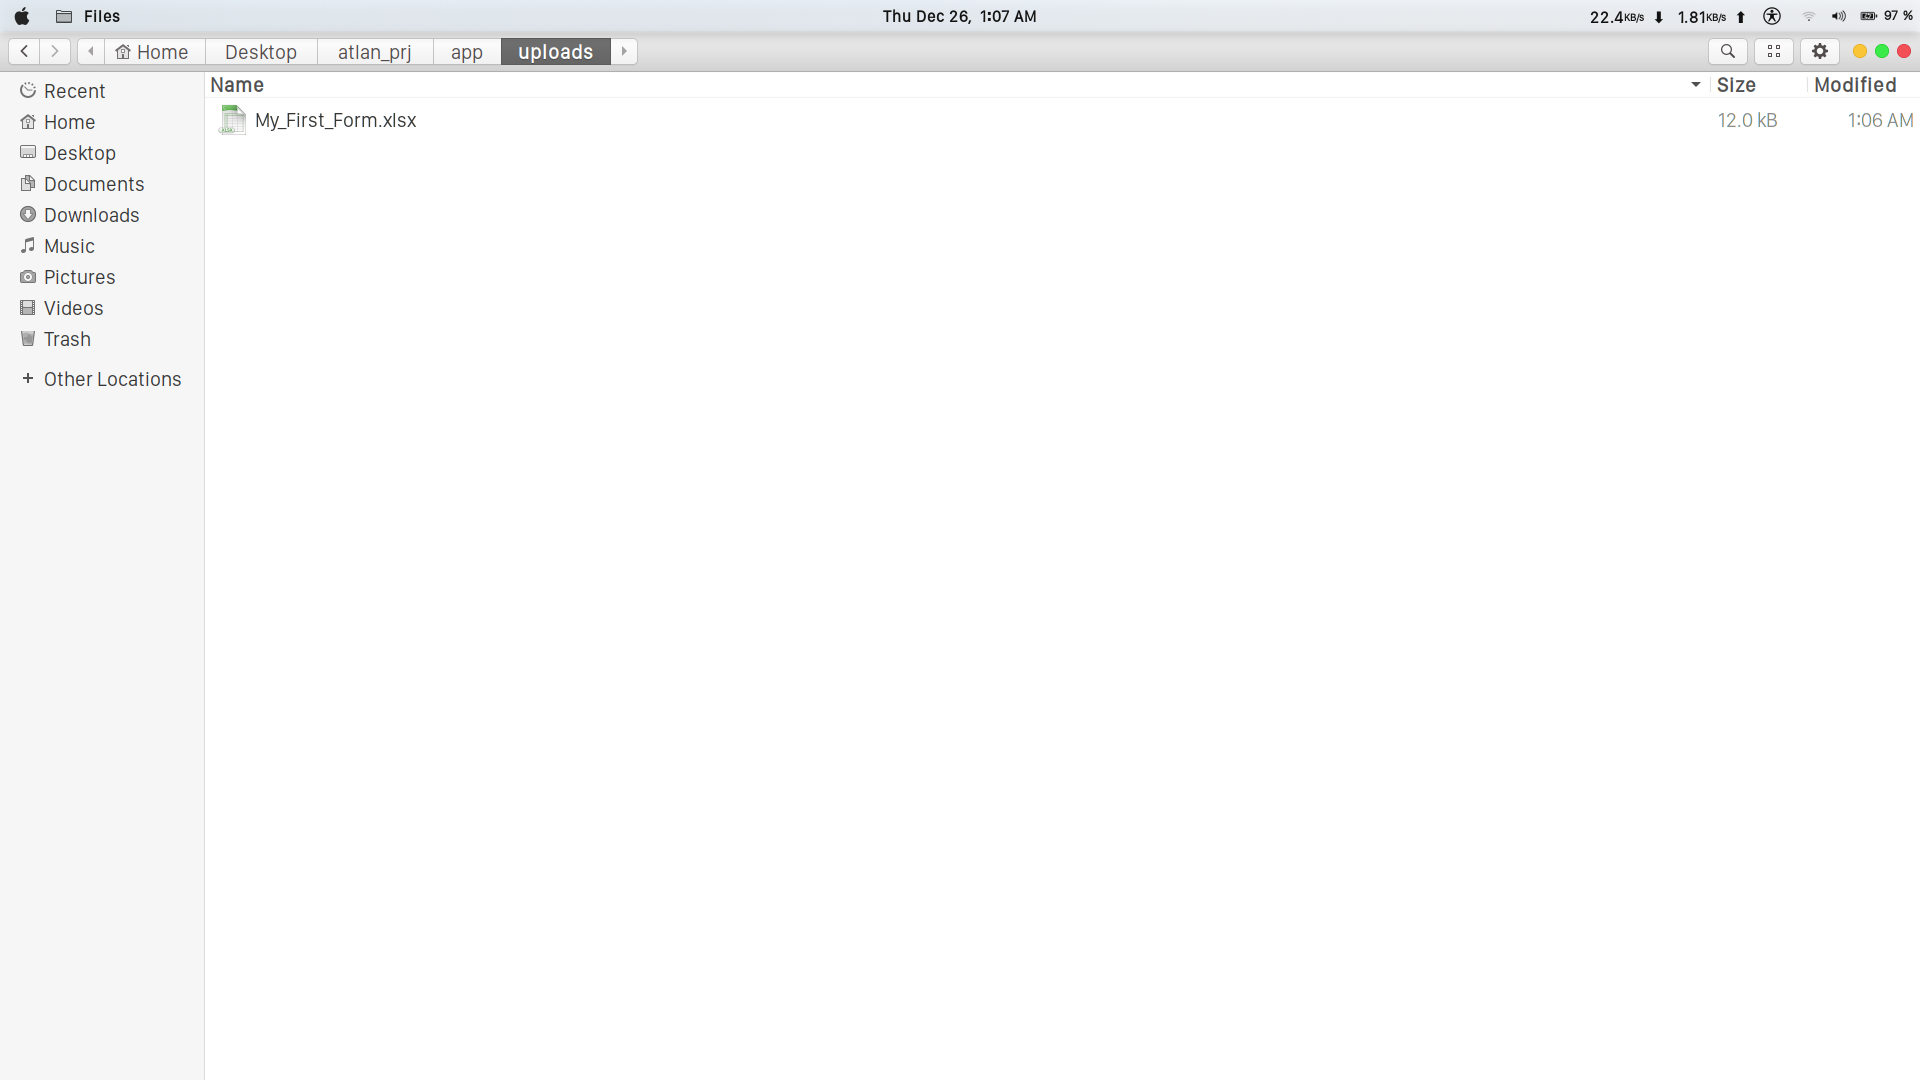 Files
Thu Dec 26, 1:07 AM
22.4KB/s 1.81KB/s 97 %
Home Desktop atlan_prj app uploads
Name Size Modified
My_First_Form.xlsx 12.0 kB 1:06 AM
Recent
Home
Desktop
Documents
Downloads
Music
Pictures
Videos
Trash
Other Locations